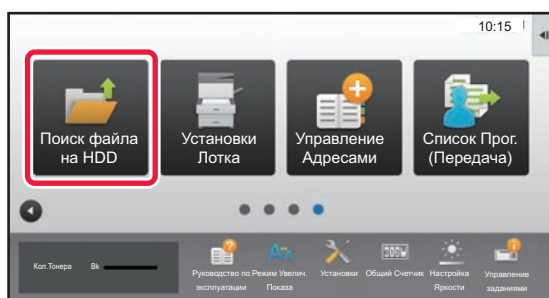 10:15
Поиск файла
на HDD
Установки
Лотка
Управление
Адресами
Список Прог.
(Передача)
Кол.Тонера Bk
Руководство по
эксплуатации
Режим Увелич.
Показа
Установки
Общий Счетчик
Настройка
Яркости
Управление
заданиями